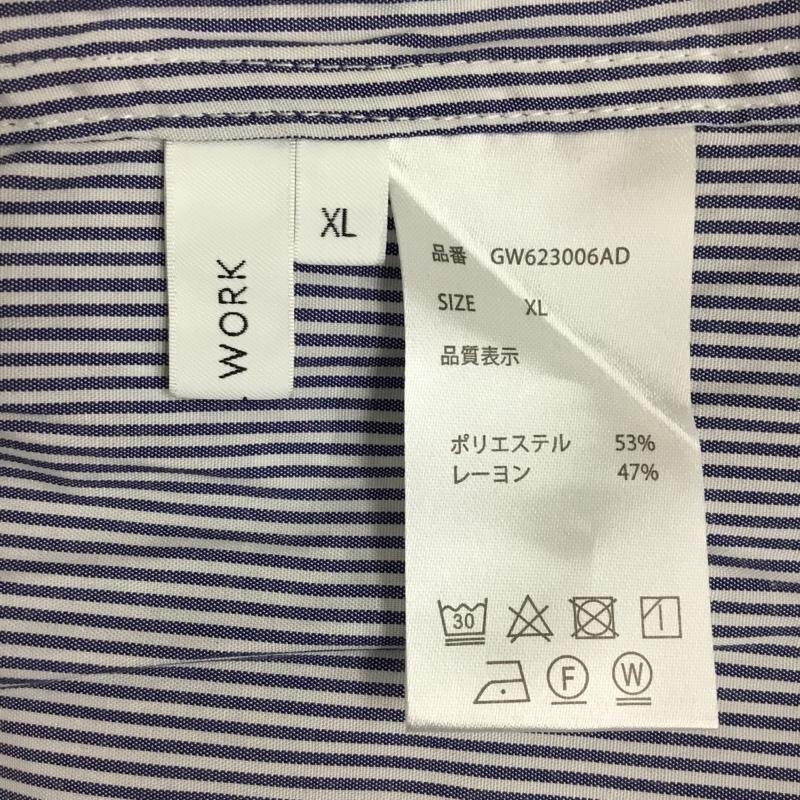 WORK
XL
品番 GW623006AD
SIZE XL
品質表示
ポリエステル 53%
レーヨン 47%
30
F W